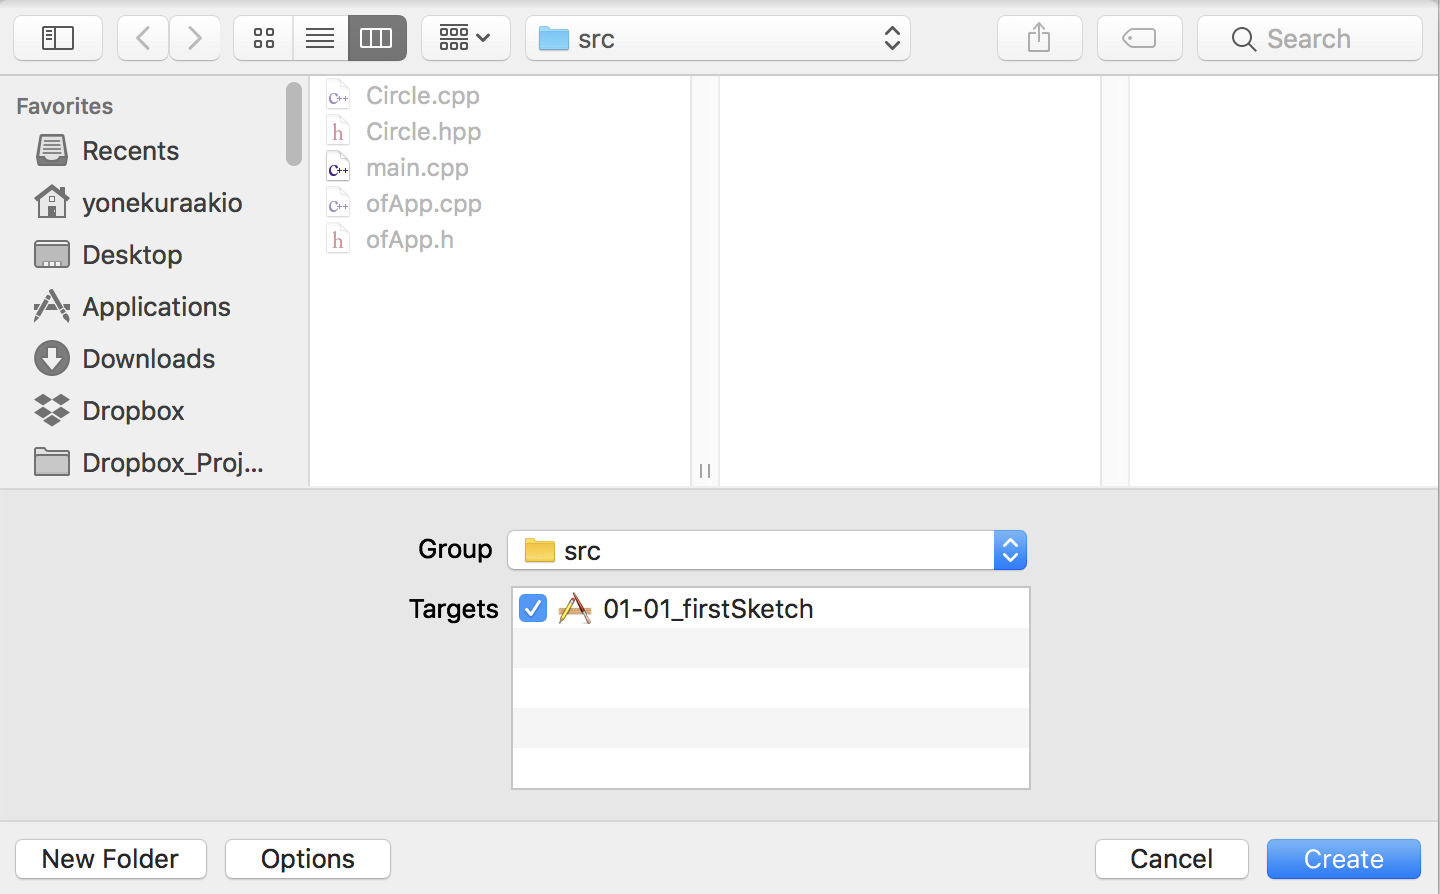 src
Search
Favorites
Recents
yonekuraakio
Desktop
Applications
Downloads
Dropbox
Dropbox_Proj...
C++ Circle.cpp
h Circle.hpp
C++ main.cpp
C++ ofApp.cpp
h ofApp.h
Group src
Targets 01-01_firstSketch
New Folder Options Cancel Create